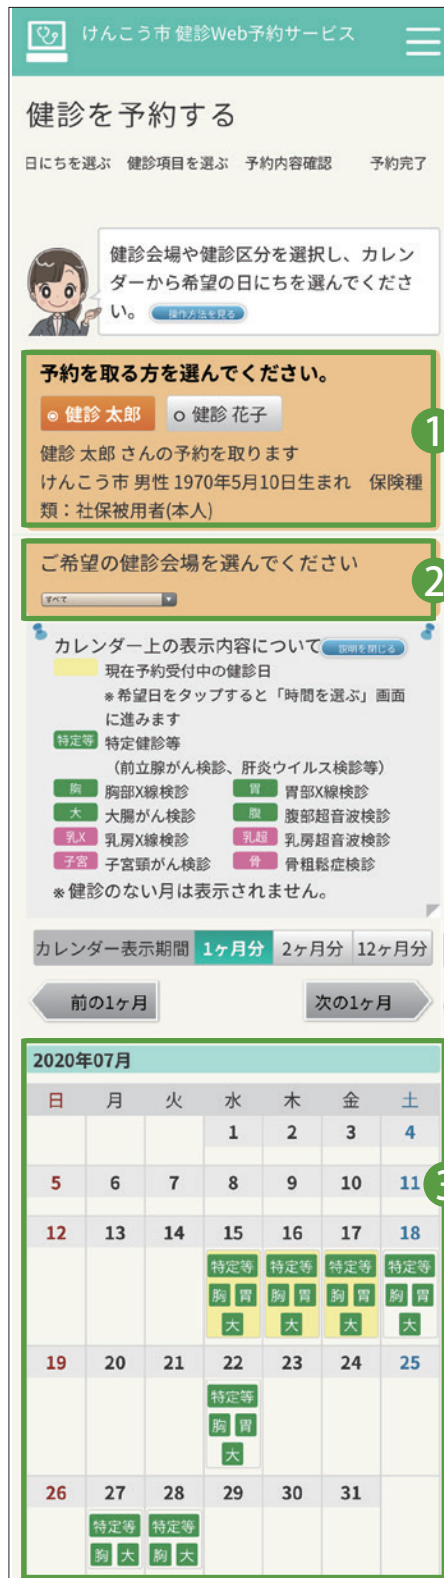 けんこう市 健診Web予約サービス
健診を予約する
日にちを選ぶ 健診項目を選ぶ 予約内容確認 予約完了
健診会場や健診区分を選択し、カレン
ダーから希望の日にちを選んでくださ
い。 操作方法を見る
予約を取る方を選んでください。
健診 太郎 健診 花子
1
健診 太郎 さんの予約を取ります
けんこう市 男性 1970年5月10日生まれ 保険種
類：社保被用者(本人)
ご希望の健診会場を選んでください
2
すべて
カレンダー上の表示内容について 説明を閉じる
現在予約受付中の健診日
※希望日をタップすると「時間を選ぶ」画面
に進みます
特定等 特定健診等
（前立腺がん検診、肝炎ウイルス検診等）
胸 胸部X線検診 胃 胃部X線検診
大 大腸がん検診 腹 腹部超音波検診
乳X 乳房X線検診 乳超 乳房超音波検診
子宮 子宮頸がん検診 骨 骨粗鬆症検診
※健診のない月は表示されません。
カレンダー表示期間 1ヶ月分 2ヶ月分 12ヶ月分
前の1ヶ月 次の1ヶ月
2020年07月
日 月 火 水 木 金 土
1 2 3 4
5 6 7 8 9 10 11
3
12 13 14 15 16 17 18
特定等 特定等 特定等 特定等
胸 胃 胸 胃 胸 胃 胸 胃
大 大 大 大
19 20 21 22 23 24 25
特定等
胸 胃
大
26 27 28 29 30 31
特定等 特定等
胸 大 胸 大